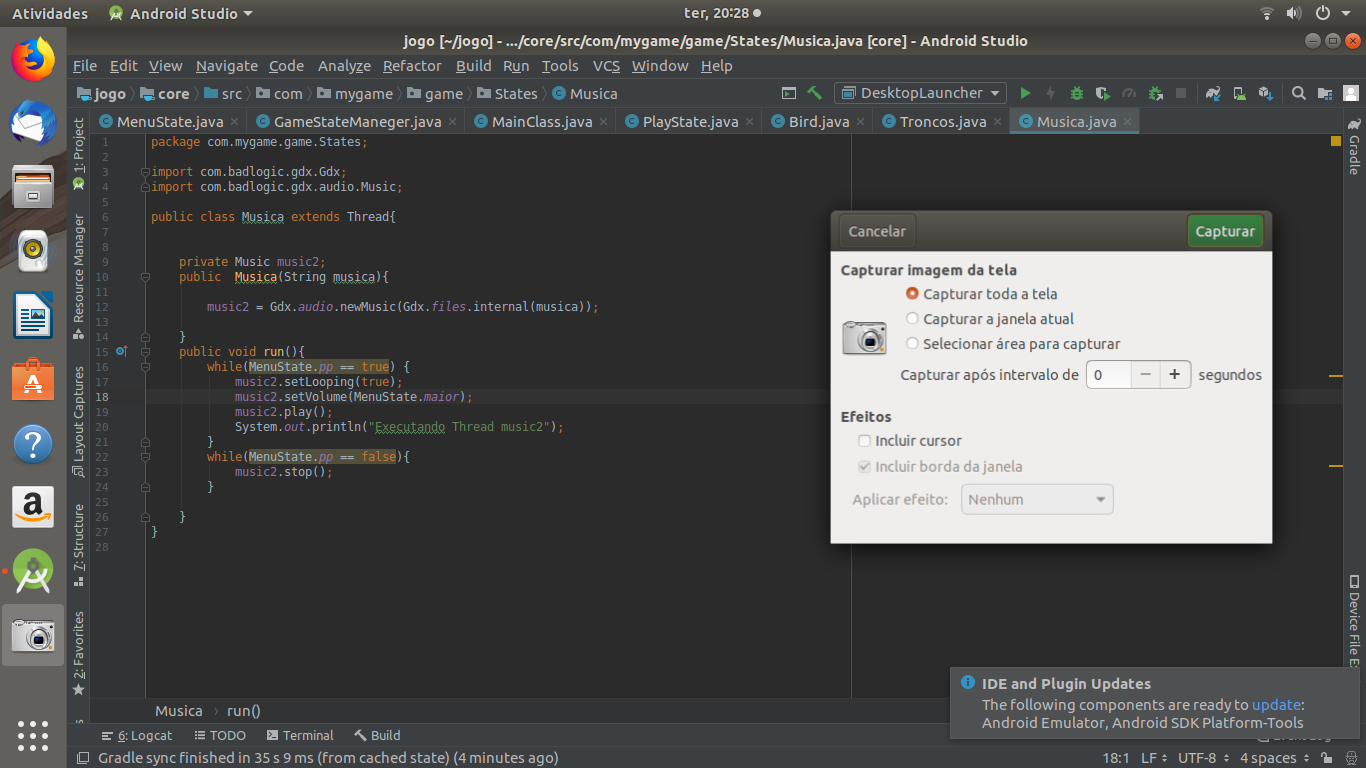 Atividades
Android Studio
ter, 20:28
jogo [~/jogo] - .../core/src/com/mygame/game/States/Musica.java [core] - Android Studio
File Edit View Navigate Code Analyze Refactor Build Run Tools VCS Window Help
jogo core src com mygame game States Musica
DesktopLauncher
MenuState.java GameStateManeger.java MainClass.java PlayState.java Bird.java Troncos.java Musica.java
1: Project
Resource Manager
Layout Captures
7: Structure
2: Favorites
1 package com.mygame.game.States;
2
3 import com.badlogic.gdx.Gdx;
4 import com.badlogic.gdx.audio.Music;
5
6 public class Musica extends Thread{
7
8
9 private Music music2;
10 public  Musica(String musica){
11
12 music2 = Gdx.audio.newMusic(Gdx.files.internal(musica));
13
14 }
15 public void run(){
16 while(MenuState.pp == true) {
17 music2.setLooping(true);
18 music2.setVolume(MenuState.maior);
19 music2.play();
20 System.out.println("Executando Thread music2");
21 }
22 while(MenuState.pp == false){
23 music2.stop();
24 }
25
26 }
27 }
28
Cancelar
Capturar
Capturar imagem da tela
Capturar toda a tela
Capturar a janela atual
Selecionar área para capturar
Capturar após intervalo de 0 − + segundos
Efeitos
Incluir cursor
Incluir borda da janela
Aplicar efeito: Nenhum
Gradle
Device File E
IDE and Plugin Updates
The following components are ready to update:
Android Emulator, Android SDK Platform-Tools
Musica › run()
6: Logcat TODO Terminal Build
Gradle sync finished in 35 s 9 ms (from cached state) (4 minutes ago)
18:1 LF UTF-8 4 spaces